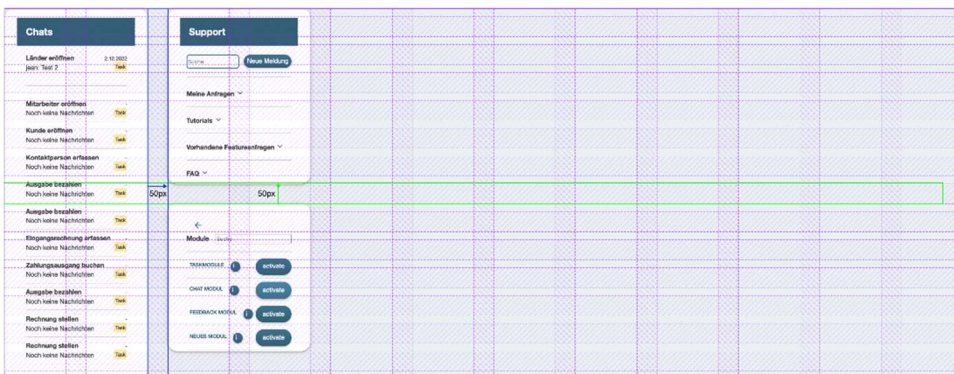 Chats
Länder eröffnen 2.12.2022
jean: Test 2 Task
Mitarbeiter eröffnen -
Noch keine Nachrichten Task
Kunde eröffnen -
Noch keine Nachrichten Task
Kontaktperson erfassen -
Noch keine Nachrichten Task
Ausgabe bezahlen -
Noch keine Nachrichten Task
Ausgabe bezahlen -
Noch keine Nachrichten Task
Eingangsrechnung erfassen -
Noch keine Nachrichten Task
Zahlungsausgang buchen -
Noch keine Nachrichten Task
Ausgabe bezahlen -
Noch keine Nachrichten Task
Rechnung stellen -
Noch keine Nachrichten Task
Rechnung stellen -
Noch keine Nachrichten Task
50px
Support
Suche Neue Meldung
Meine Anfragen
Tutorials
Vorhandene Featureanfragen
FAQ
50px
Module Suche
TASKMODULE i activate
CHAT MODUL i activate
FEEDBACK MODUL i activate
NEUES MODUL i activate